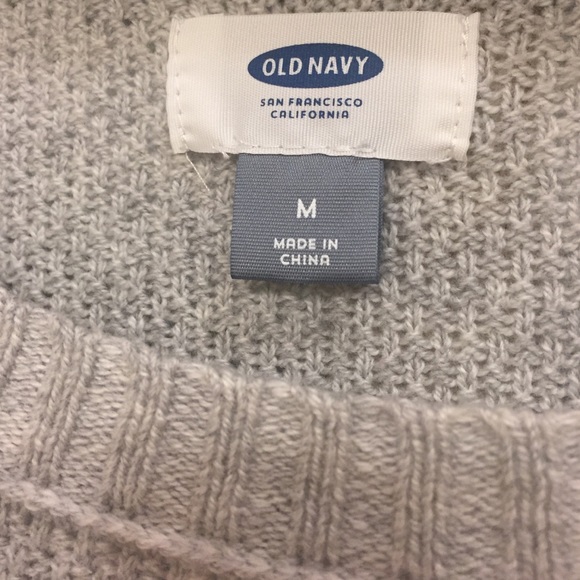 OLD NAVY
SAN FRANCISCO
CALIFORNIA
M
MADE IN
CHINA